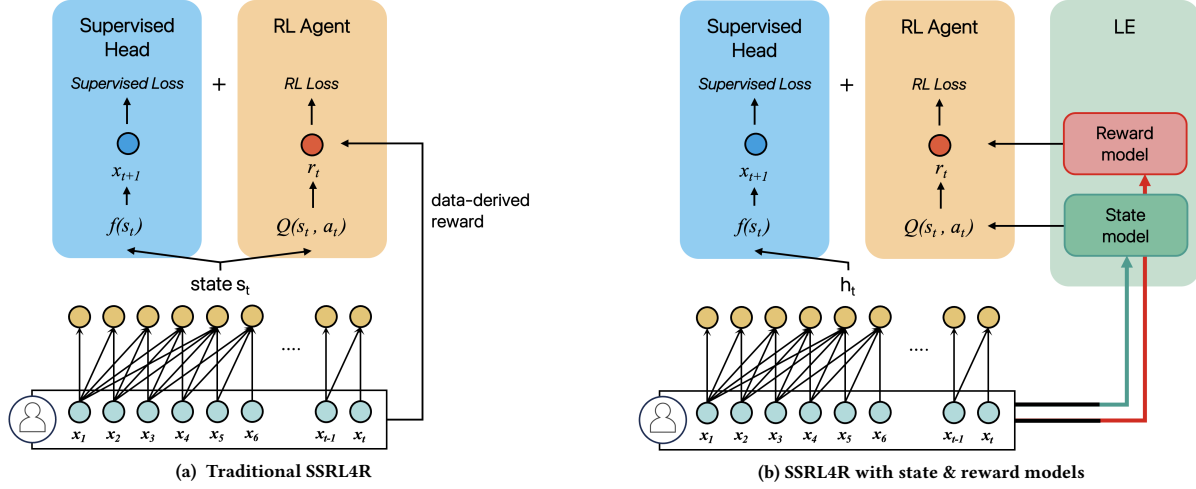 Supervised
Head
Supervised Loss
+
RL Agent
RL Loss
x_{t+1}
r_t
f(s_t)
Q(s_t , a_t)
data-derived
reward
state s_t
....
x_1 x_2 x_3 x_4 x_5 x_6 x_{t-1} x_t
(a) Traditional SSRL4R
Supervised
Head
Supervised Loss
+
RL Agent
RL Loss
LE
Reward
model
x_{t+1}
r_t
State
model
f(s_t)
Q(s_t , a_t)
h_t
....
x_1 x_2 x_3 x_4 x_5 x_6 x_{t-1} x_t
(b) SSRL4R with state & reward models